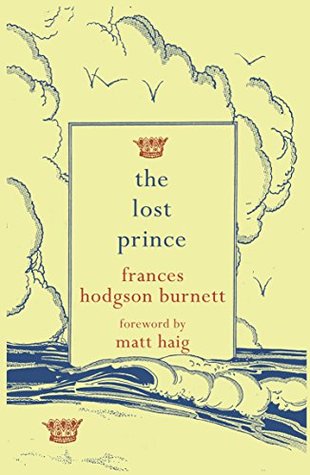 the
lost
prince
frances
hodgson burnett
foreword by
matt haig